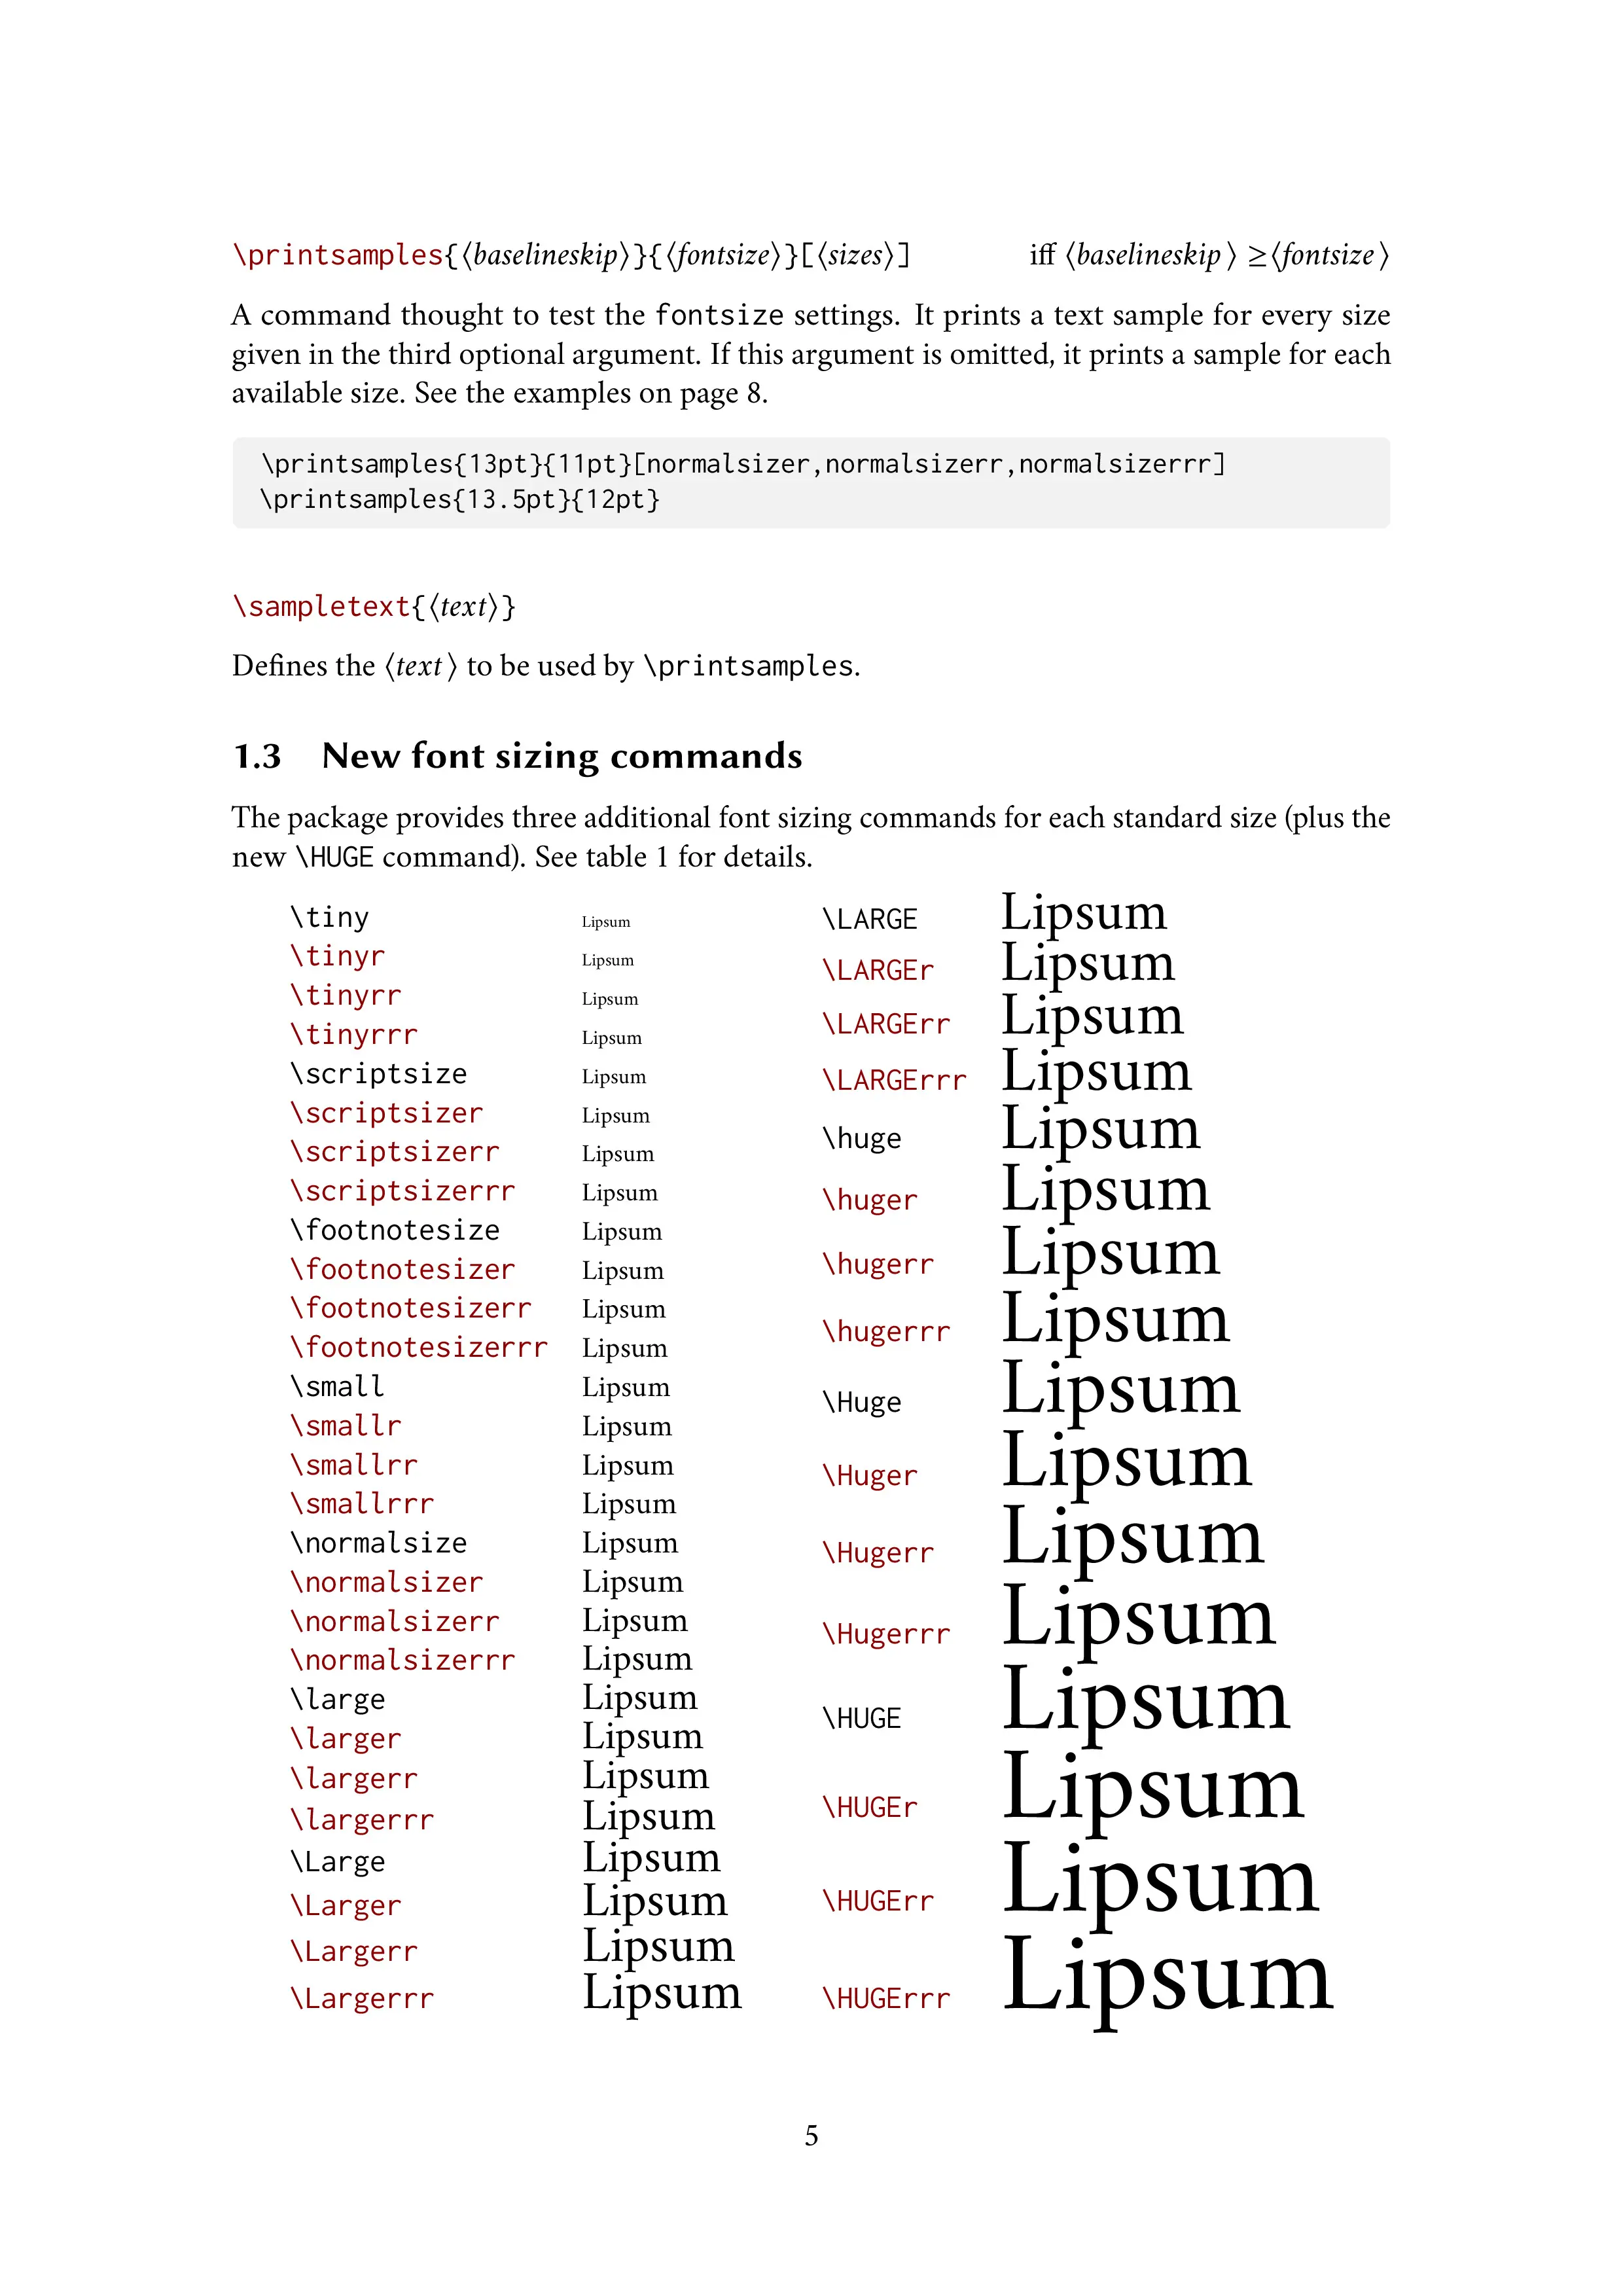 \printsamples{⟨baselineskip⟩}{⟨fontsize⟩}[⟨sizes⟩] iff ⟨baselineskip⟩ ≥⟨fontsize⟩
A command thought to test the fontsize settings. It prints a text sample for every size
given in the third optional argument. If this argument is omitted, it prints a sample for each
available size. See the examples on page 8.
\printsamples{13pt}{11pt}[normalsizer,normalsizerr,normalsizerrr]
\printsamples{13.5pt}{12pt}
\sampletext{⟨text⟩}
Defines the ⟨text⟩ to be used by \printsamples.
1.3 New font sizing commands
The package provides three additional font sizing commands for each standard size (plus the
new \HUGE command). See table 1 for details.
\tiny Lipsum
\tinyr Lipsum
\tinyrr Lipsum
\tinyrrr Lipsum
\scriptsize Lipsum
\scriptsizer Lipsum
\scriptsizerr Lipsum
\scriptsizerrr Lipsum
\footnotesize Lipsum
\footnotesizer Lipsum
\footnotesizerr Lipsum
\footnotesizerrr Lipsum
\small Lipsum
\smallr Lipsum
\smallrr Lipsum
\smallrrr Lipsum
\normalsize Lipsum
\normalsizer Lipsum
\normalsizerr Lipsum
\normalsizerrr Lipsum
\large Lipsum
\larger Lipsum
\largerr Lipsum
\largerrr Lipsum
\Large Lipsum
\Larger Lipsum
\Largerr Lipsum
\Largerrr Lipsum
\LARGE Lipsum
\LARGEr Lipsum
\LARGErr Lipsum
\LARGErrr Lipsum
\huge Lipsum
\huger Lipsum
\hugerr Lipsum
\hugerrr Lipsum
\Huge Lipsum
\Huger Lipsum
\Hugerr Lipsum
\Hugerrr Lipsum
\HUGE Lipsum
\HUGEr Lipsum
\HUGErr Lipsum
\HUGErrr Lipsum
5